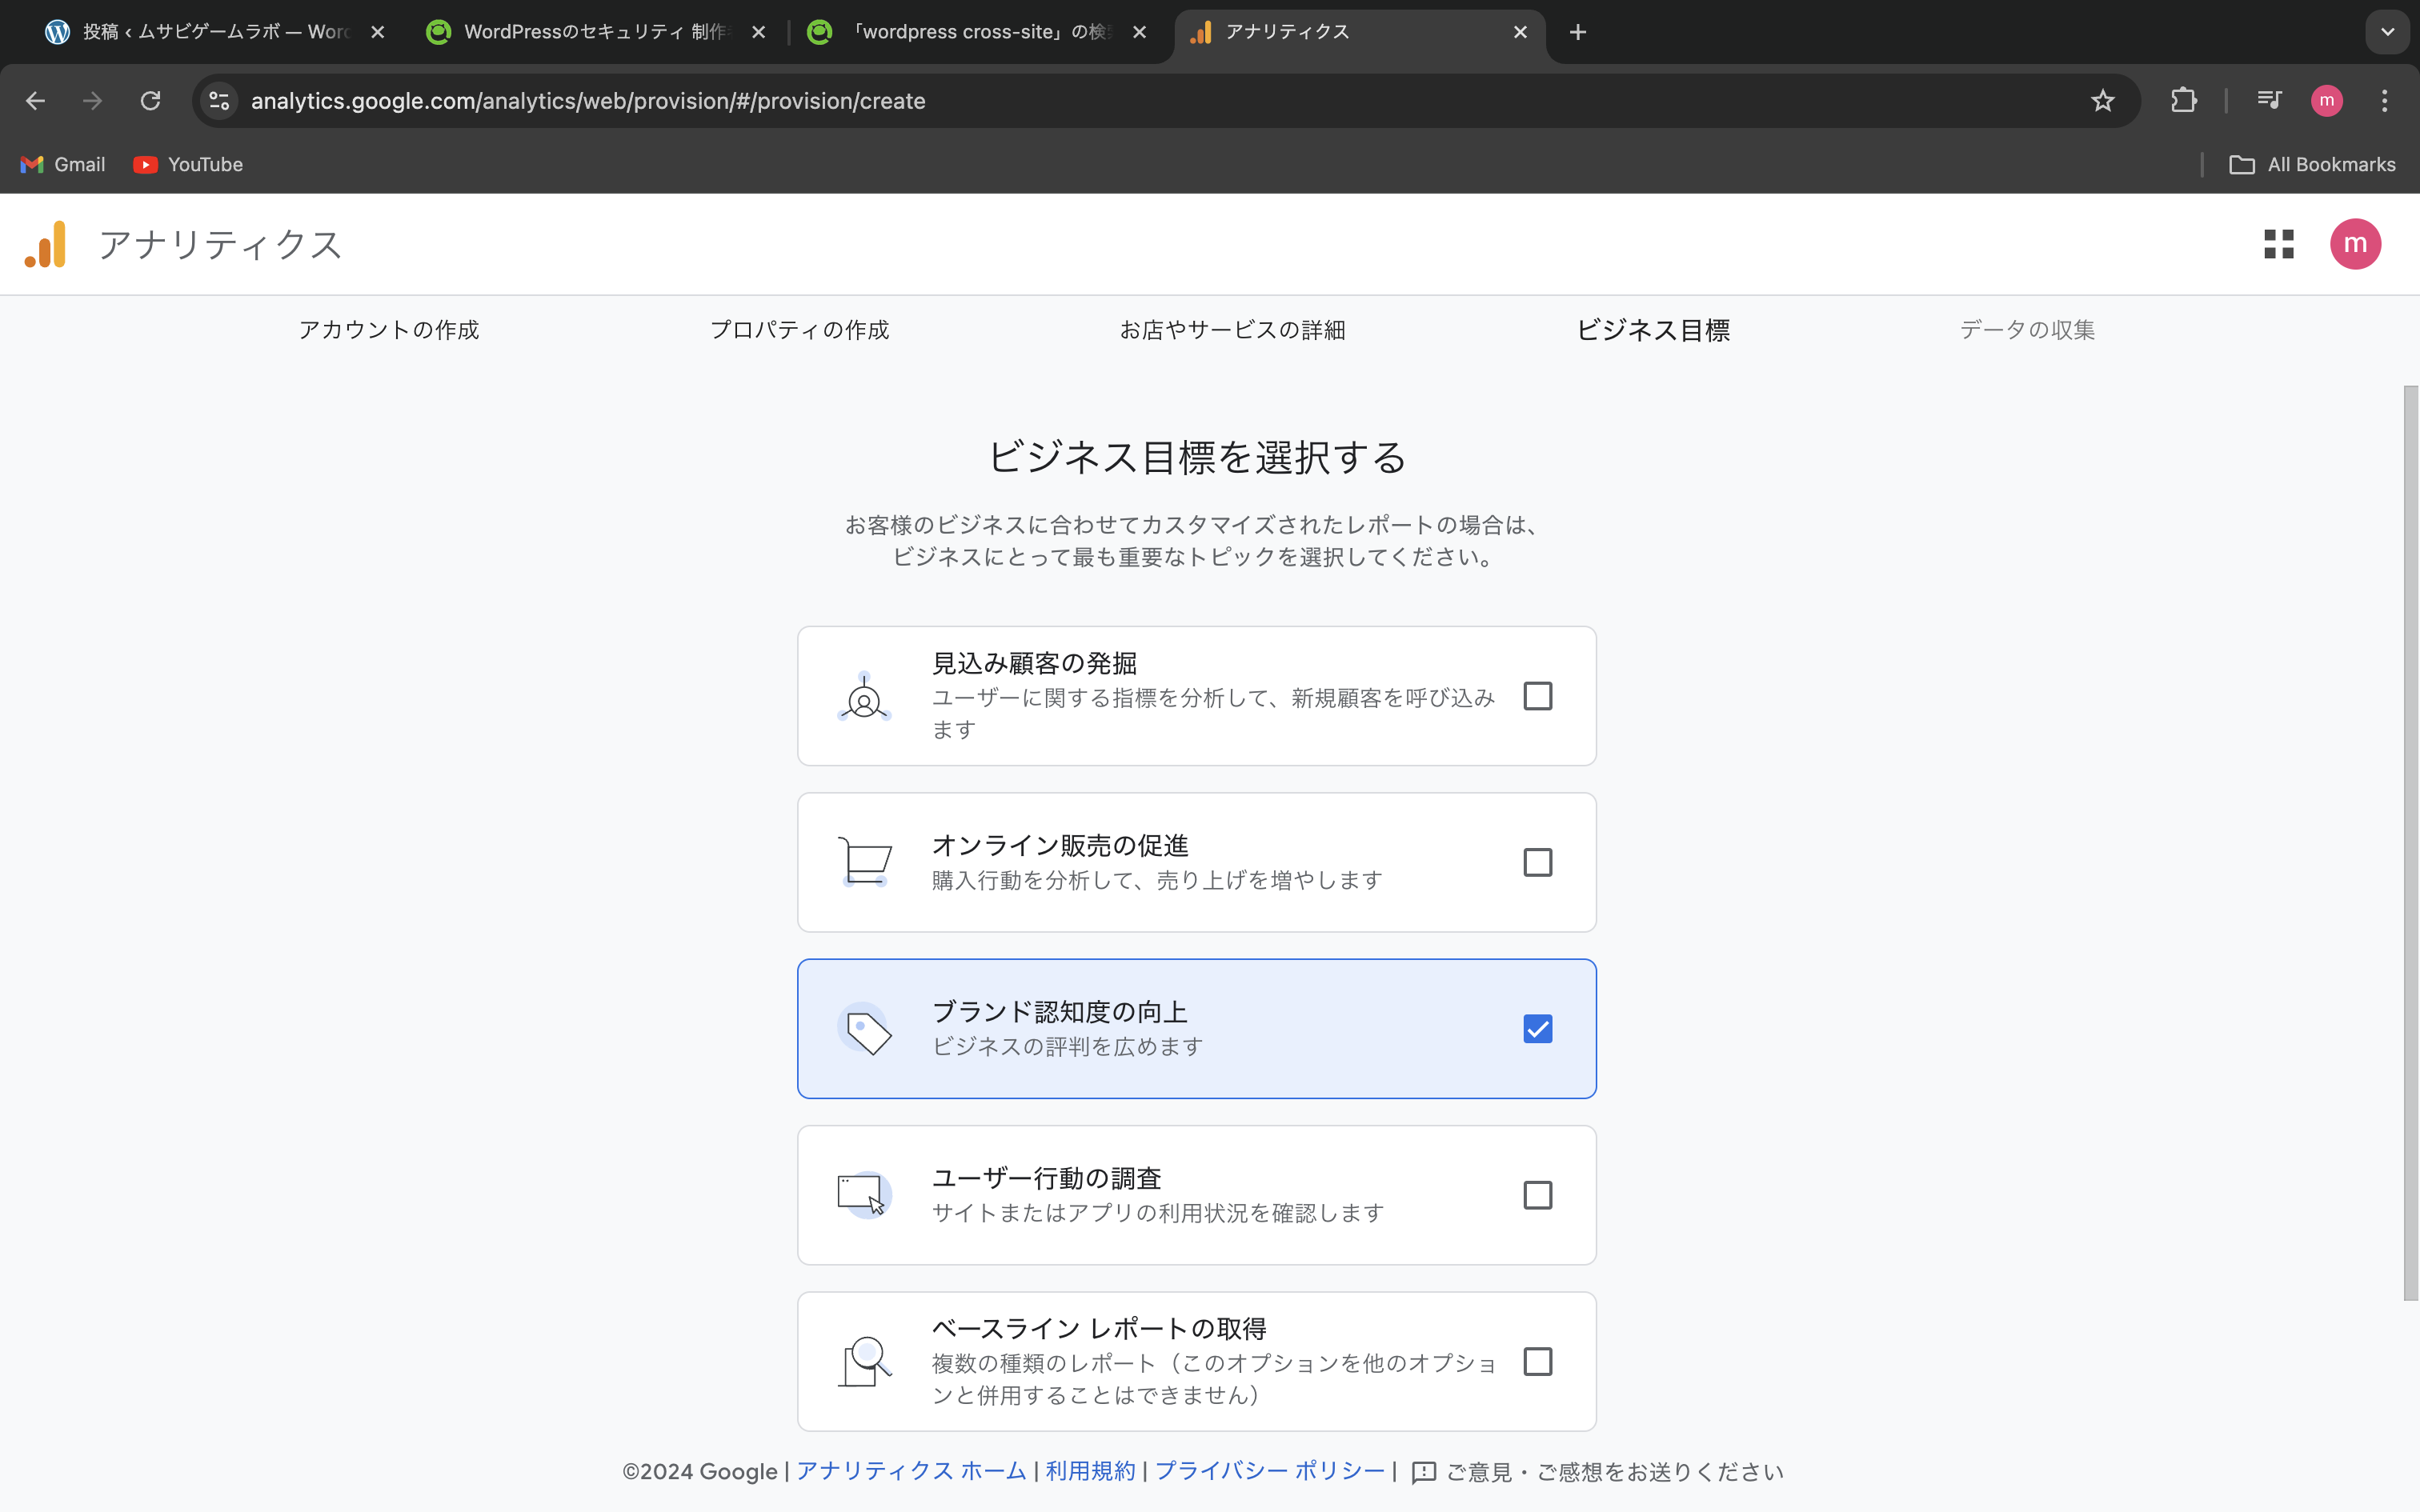 投稿 ‹ ムサビゲームラボ — Word
WordPressのセキュリティ 制作
「wordpress cross-site」の検
アナリティクス
analytics.google.com/analytics/web/provision/#/provision/create
m
Gmail
YouTube
All Bookmarks
アナリティクス
m
アカウントの作成
プロパティの作成
お店やサービスの詳細
ビジネス目標
データの収集
ビジネス目標を選択する
お客様のビジネスに合わせてカスタマイズされたレポートの場合は、
ビジネスにとって最も重要なトピックを選択してください。
見込み顧客の発掘
ユーザーに関する指標を分析して、新規顧客を呼び込み
ます
オンライン販売の促進
購入行動を分析して、売り上げを増やします
ブランド認知度の向上
ビジネスの評判を広めます
ユーザー行動の調査
サイトまたはアプリの利用状況を確認します
ベースライン レポートの取得
複数の種類のレポート（このオプションを他のオプショ
ンと併用することはできません）
©2024 Google | アナリティクス ホーム | 利用規約 | プライバシー ポリシー | ご意見・ご感想をお送りください